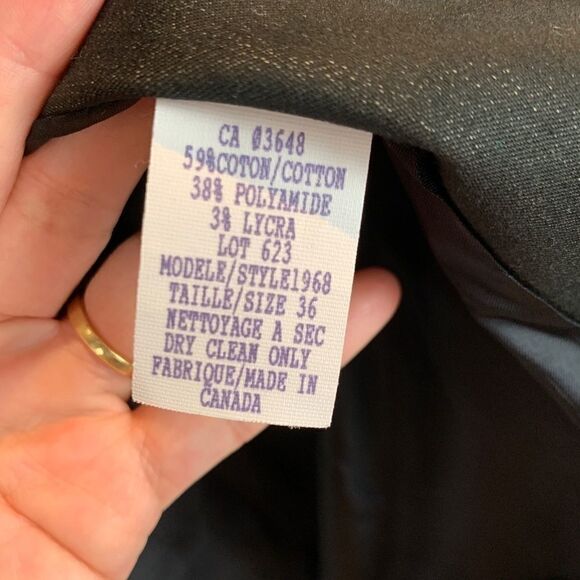 CA Ø3648
59%COTON/COTTON
38% POLYAMIDE
3% LYCRA
LOT 623
MODELE/STYLE1968
TAILLE/SIZE 36
NETTOYAGE A SEC
DRY CLEAN ONLY
FABRIQUE/MADE IN
CANADA